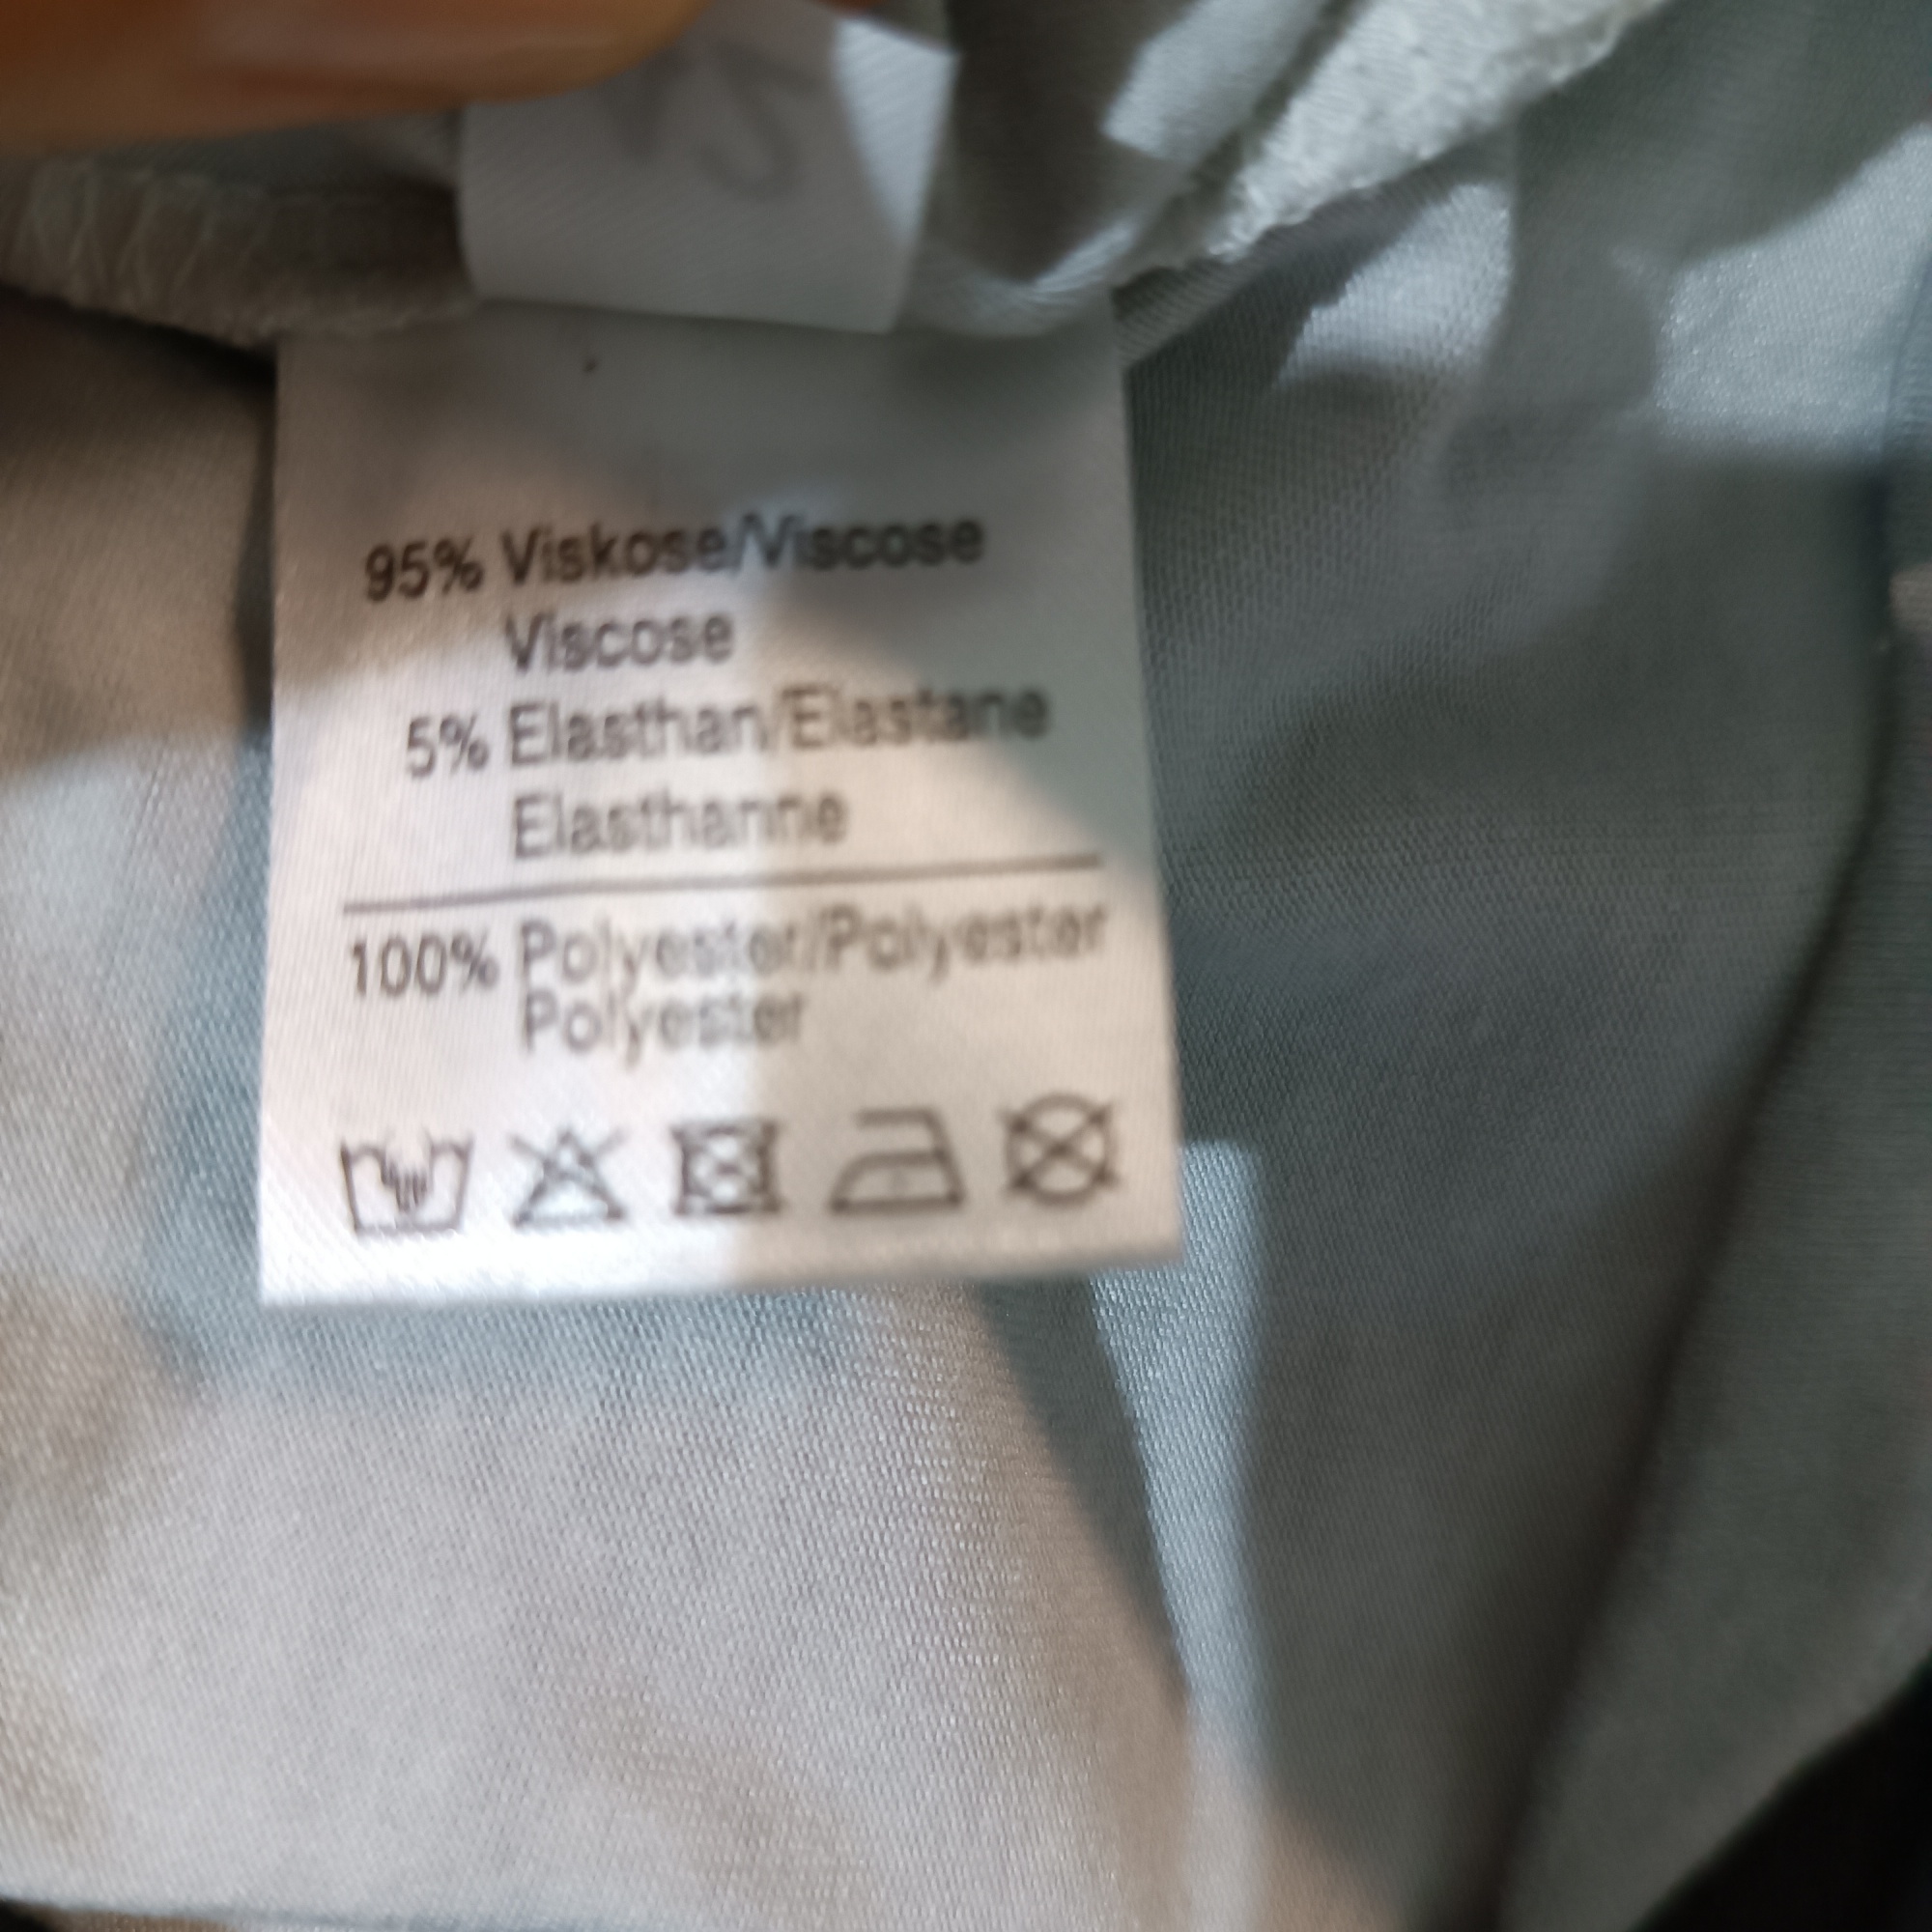 95% Viskose/Viscose
Viscose
5% Elasthan/Elastane
Elasthanne
100% Polyester/Polyester
Polyester